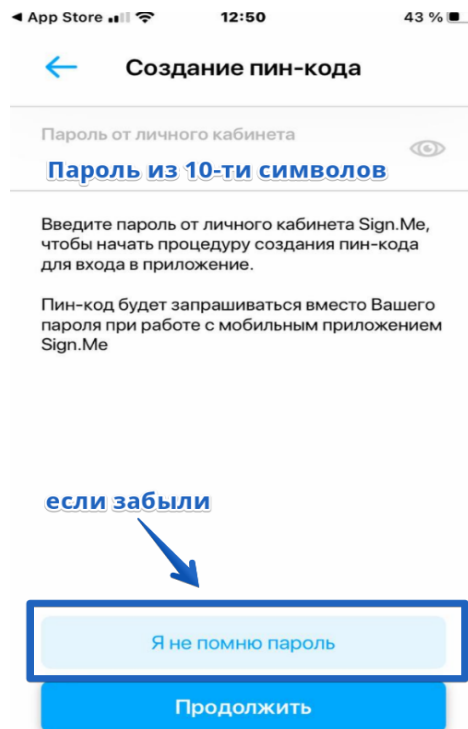 App Store
12:50
43 %
Создание пин-кода
Пароль от личного кабинета
Пароль из 10-ти символов
Введите пароль от личного кабинета Sign.Me,
чтобы начать процедуру создания пин-кода
для входа в приложение.
Пин-код будет запрашиваться вместо Вашего
пароля при работе с мобильным приложением
Sign.Me
если забыли
Я не помню пароль
Продолжить